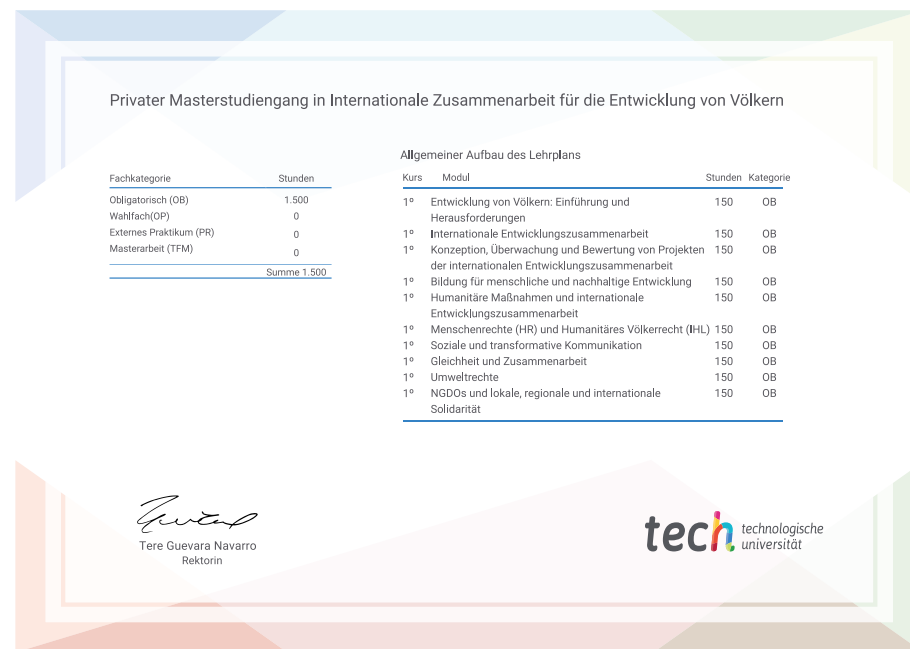 Privater Masterstudiengang in Internationale Zusammenarbeit für die Entwicklung von Völkern
Fachkategorie Stunden
Obligatorisch (OB) 1.500
Wahlfach(OP) 0
Externes Praktikum (PR) 0
Masterarbeit (TFM) 0
Summe 1.500
Allgemeiner Aufbau des Lehrplans
Kurs Modul Stunden Kategorie
1º Entwicklung von Völkern: Einführung und 150 OB
Herausforderungen
1º Internationale Entwicklungszusammenarbeit 150 OB
1º Konzeption, Überwachung und Bewertung von Projekten 150 OB
der internationalen Entwicklungszusammenarbeit
1º Bildung für menschliche und nachhaltige Entwicklung 150 OB
1º Humanitäre Maßnahmen und internationale 150 OB
Entwicklungszusammenarbeit
1º Menschenrechte (HR) und Humanitäres Völkerrecht (IHL) 150 OB
1º Soziale und transformative Kommunikation 150 OB
1º Gleichheit und Zusammenarbeit 150 OB
1º Umweltrechte 150 OB
1º NGDOs und lokale, regionale und internationale 150 OB
Solidarität
Tere Guevara Navarro
Rektorin
tech technologische
universität